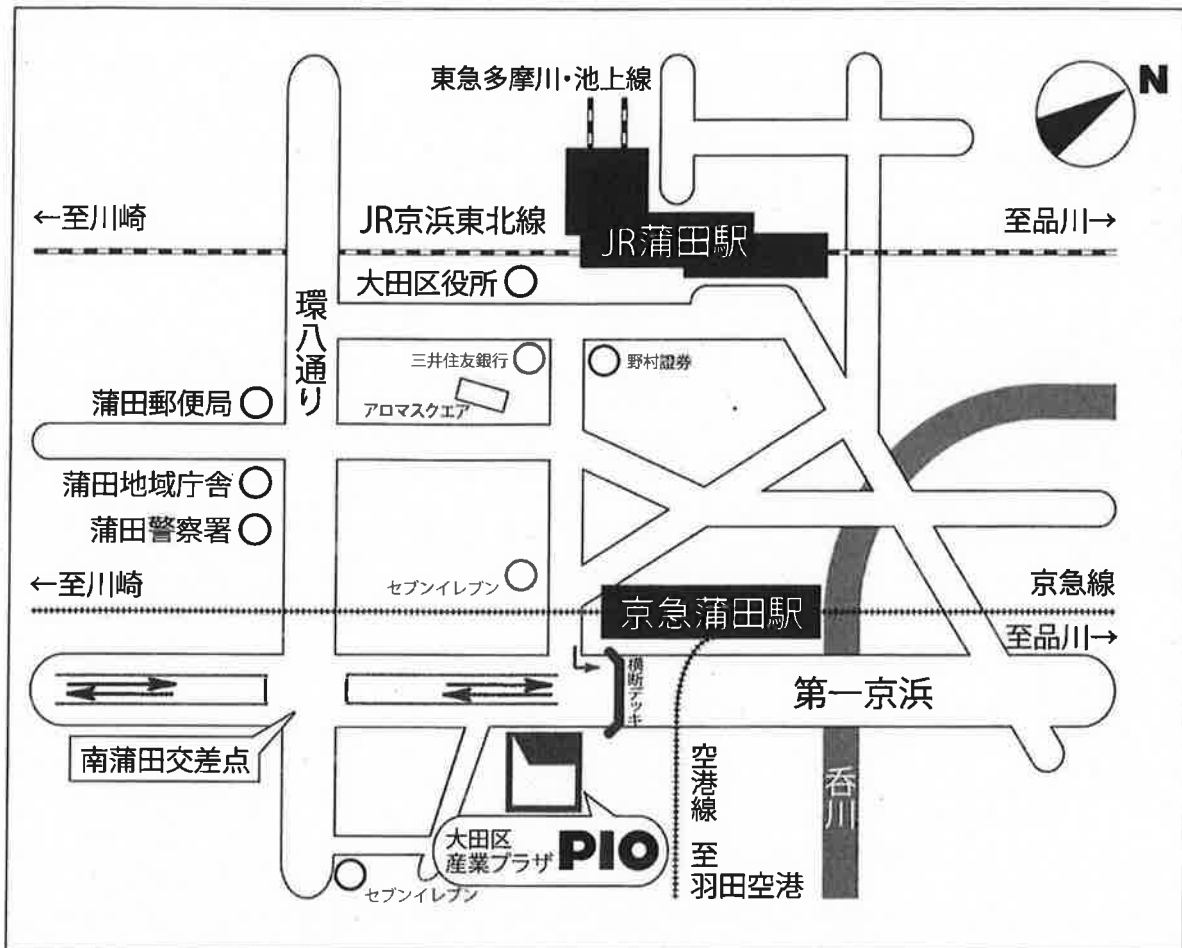 東急多摩川・池上線
N
←至川崎
JR京浜東北線
JR蒲田駅
至品川→
大田区役所
環八通り
三井住友銀行
野村證券
アロマスクエア
蒲田郵便局
蒲田地域庁舎
蒲田警察署
セブンイレブン
←至川崎
京急蒲田駅
京急線
至品川→
横断デッキ
第一京浜
南蒲田交差点
空港線 至
羽田空港
呑川
大田区
産業プラザ PIO
セブンイレブン